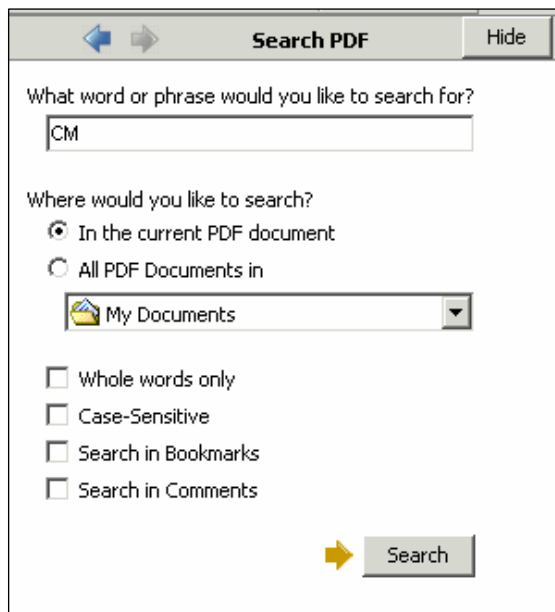 Search PDF
Hide
What word or phrase would you like to search for?
CM
Where would you like to search?
In the current PDF document
All PDF Documents in
My Documents
Whole words only
Case-Sensitive
Search in Bookmarks
Search in Comments
Search